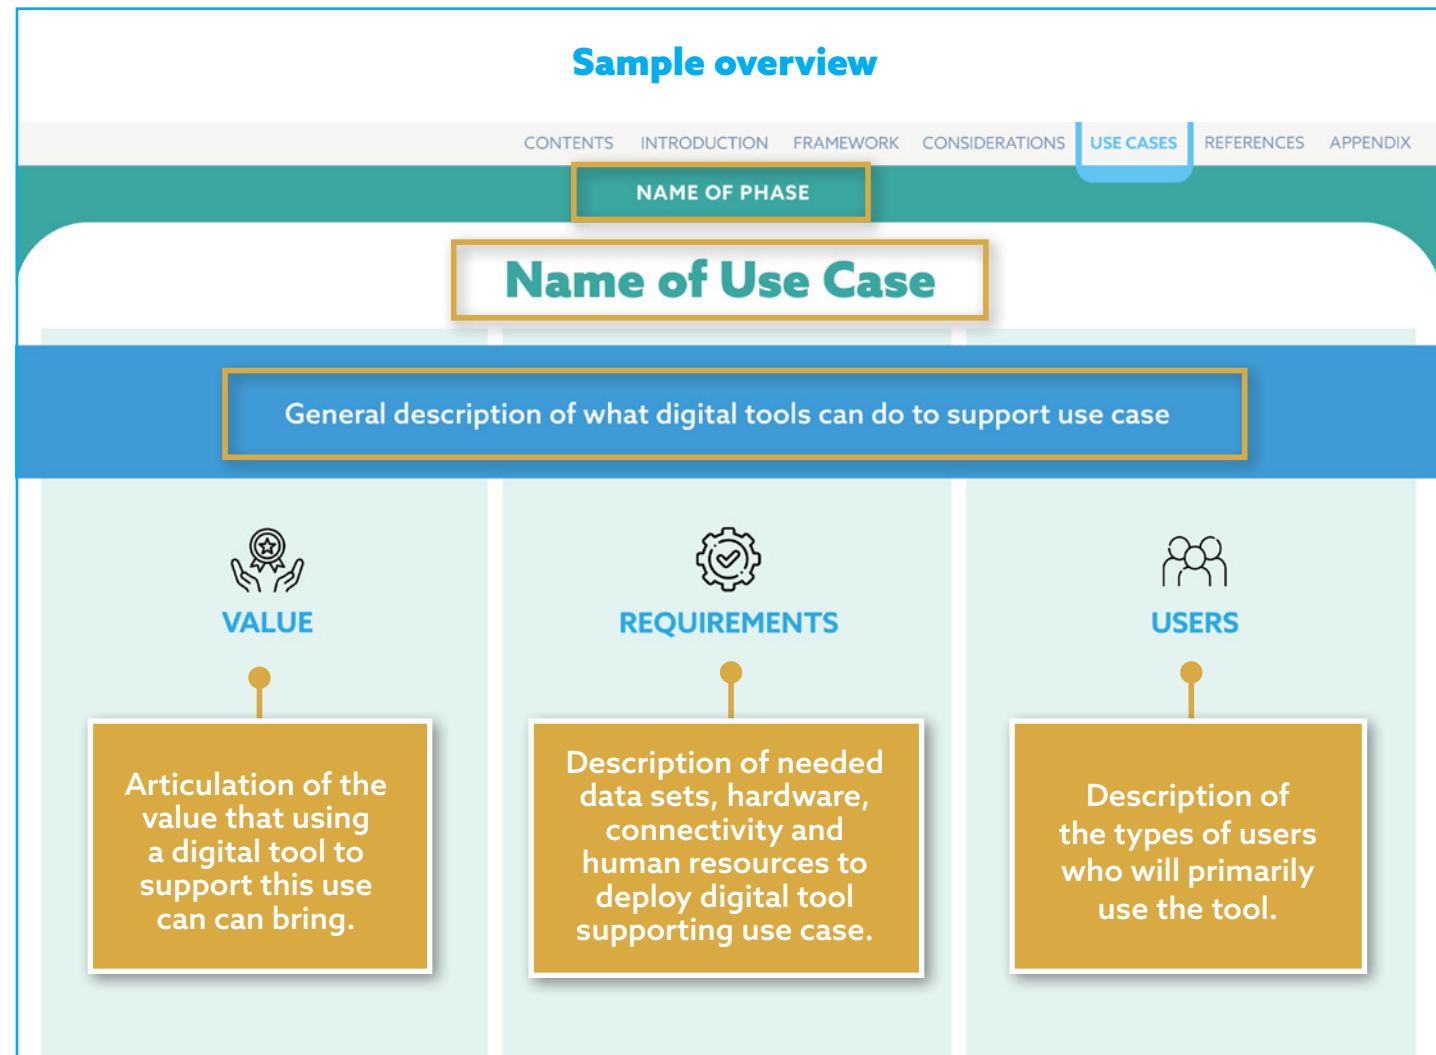 Sample overview
CONTENTS INTRODUCTION FRAMEWORK CONSIDERATIONS USE CASES REFERENCES APPENDIX
NAME OF PHASE
Name of Use Case
General description of what digital tools can do to support use case
VALUE
Articulation of the
value that using
a digital tool to
support this use
can can bring.
REQUIREMENTS
Description of needed
data sets, hardware,
connectivity and
human resources to
deploy digital tool
supporting use case.
USERS
Description of
the types of users
who will primarily
use the tool.